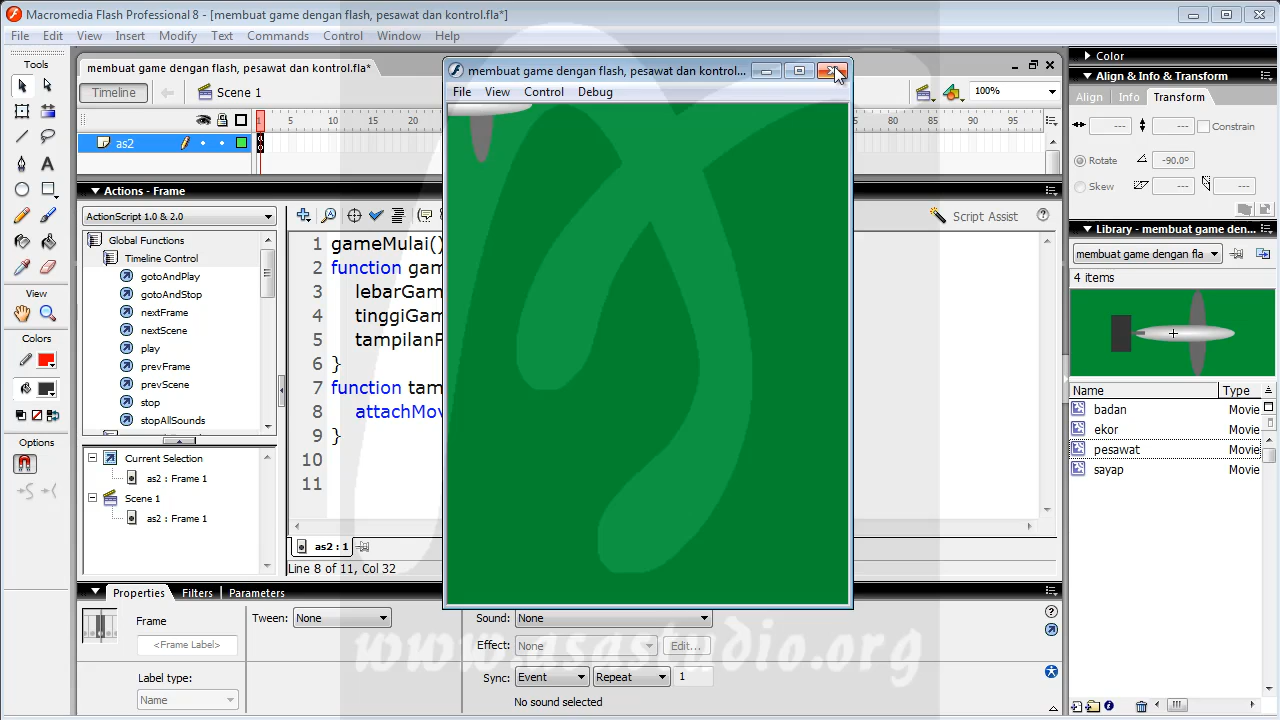 Macromedia Flash Professional 8 - [membuat game dengan flash, pesawat dan kontrol.fla*]
File Edit View Insert Modify Text Commands Control Window Help
Tools
View
Colors
Options
membuat game dengan flash, pesawat dan kontrol.fla*
Timeline
Scene 1
100%
1 5 10 15 20 80 85 90 95
as2
Actions - Frame
ActionScript 1.0 & 2.0
Global Functions
Timeline Control
gotoAndPlay
gotoAndStop
nextFrame
nextScene
play
prevFrame
prevScene
stop
stopAllSounds
Current Selection
as2 : Frame 1
Scene 1
as2 : Frame 1
Script Assist
1 gameMulai()
2 function gam
3 lebarGam
4 tinggiGam
5
6 }
7 function tam
8 attachMov
9 }
10
11
as2 : 1
Line 8 of 11, Col 32
membuat game dengan flash, pesawat dan kontrol...
File View Control Debug
Properties Filters Parameters
Frame
<Frame Label>
Label type:
Name
Tween: None
Sound: None
Effect: None Edit...
Sync: Event Repeat 1
No sound selected
www.asastudio.org
Color
Align & Info & Transform
Align Info Transform
Constrain
Rotate -90.0°
Skew
Library - membuat game den...
membuat game dengan fla
4 items
Name Type
badan Movie
ekor Movie
pesawat Movie
sayap Movie